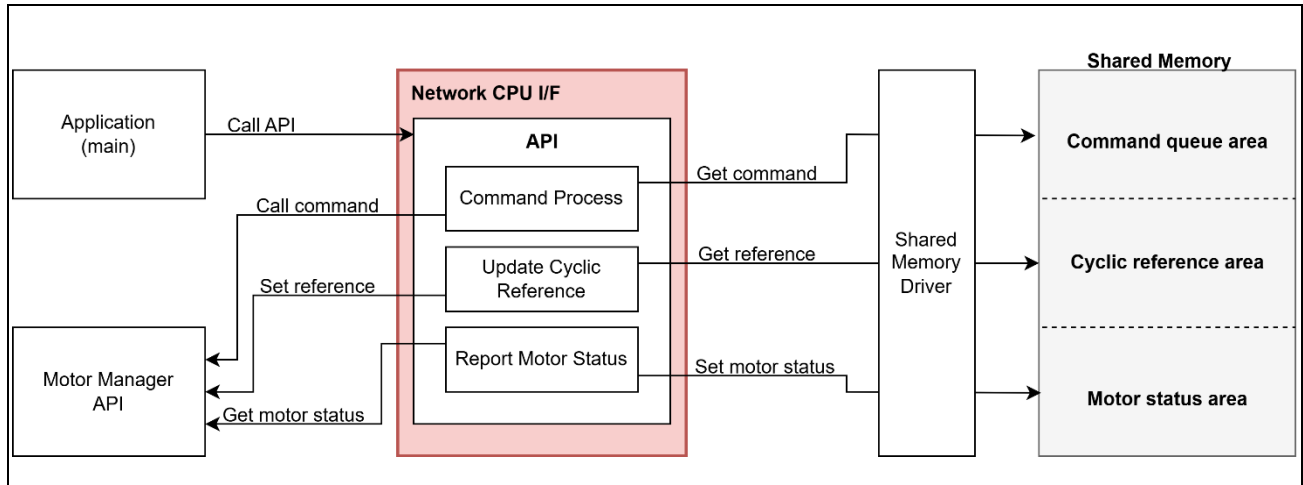 Shared Memory
Network CPU I/F
Application
(main)
Call API
API
Command queue area
Command Process
Get command
Call command
Update Cyclic
Reference
Get reference
Set reference
Shared
Memory
Driver
Cyclic reference area
Report Motor Status
Set motor status
Motor Manager
API
Get motor status
Motor status area